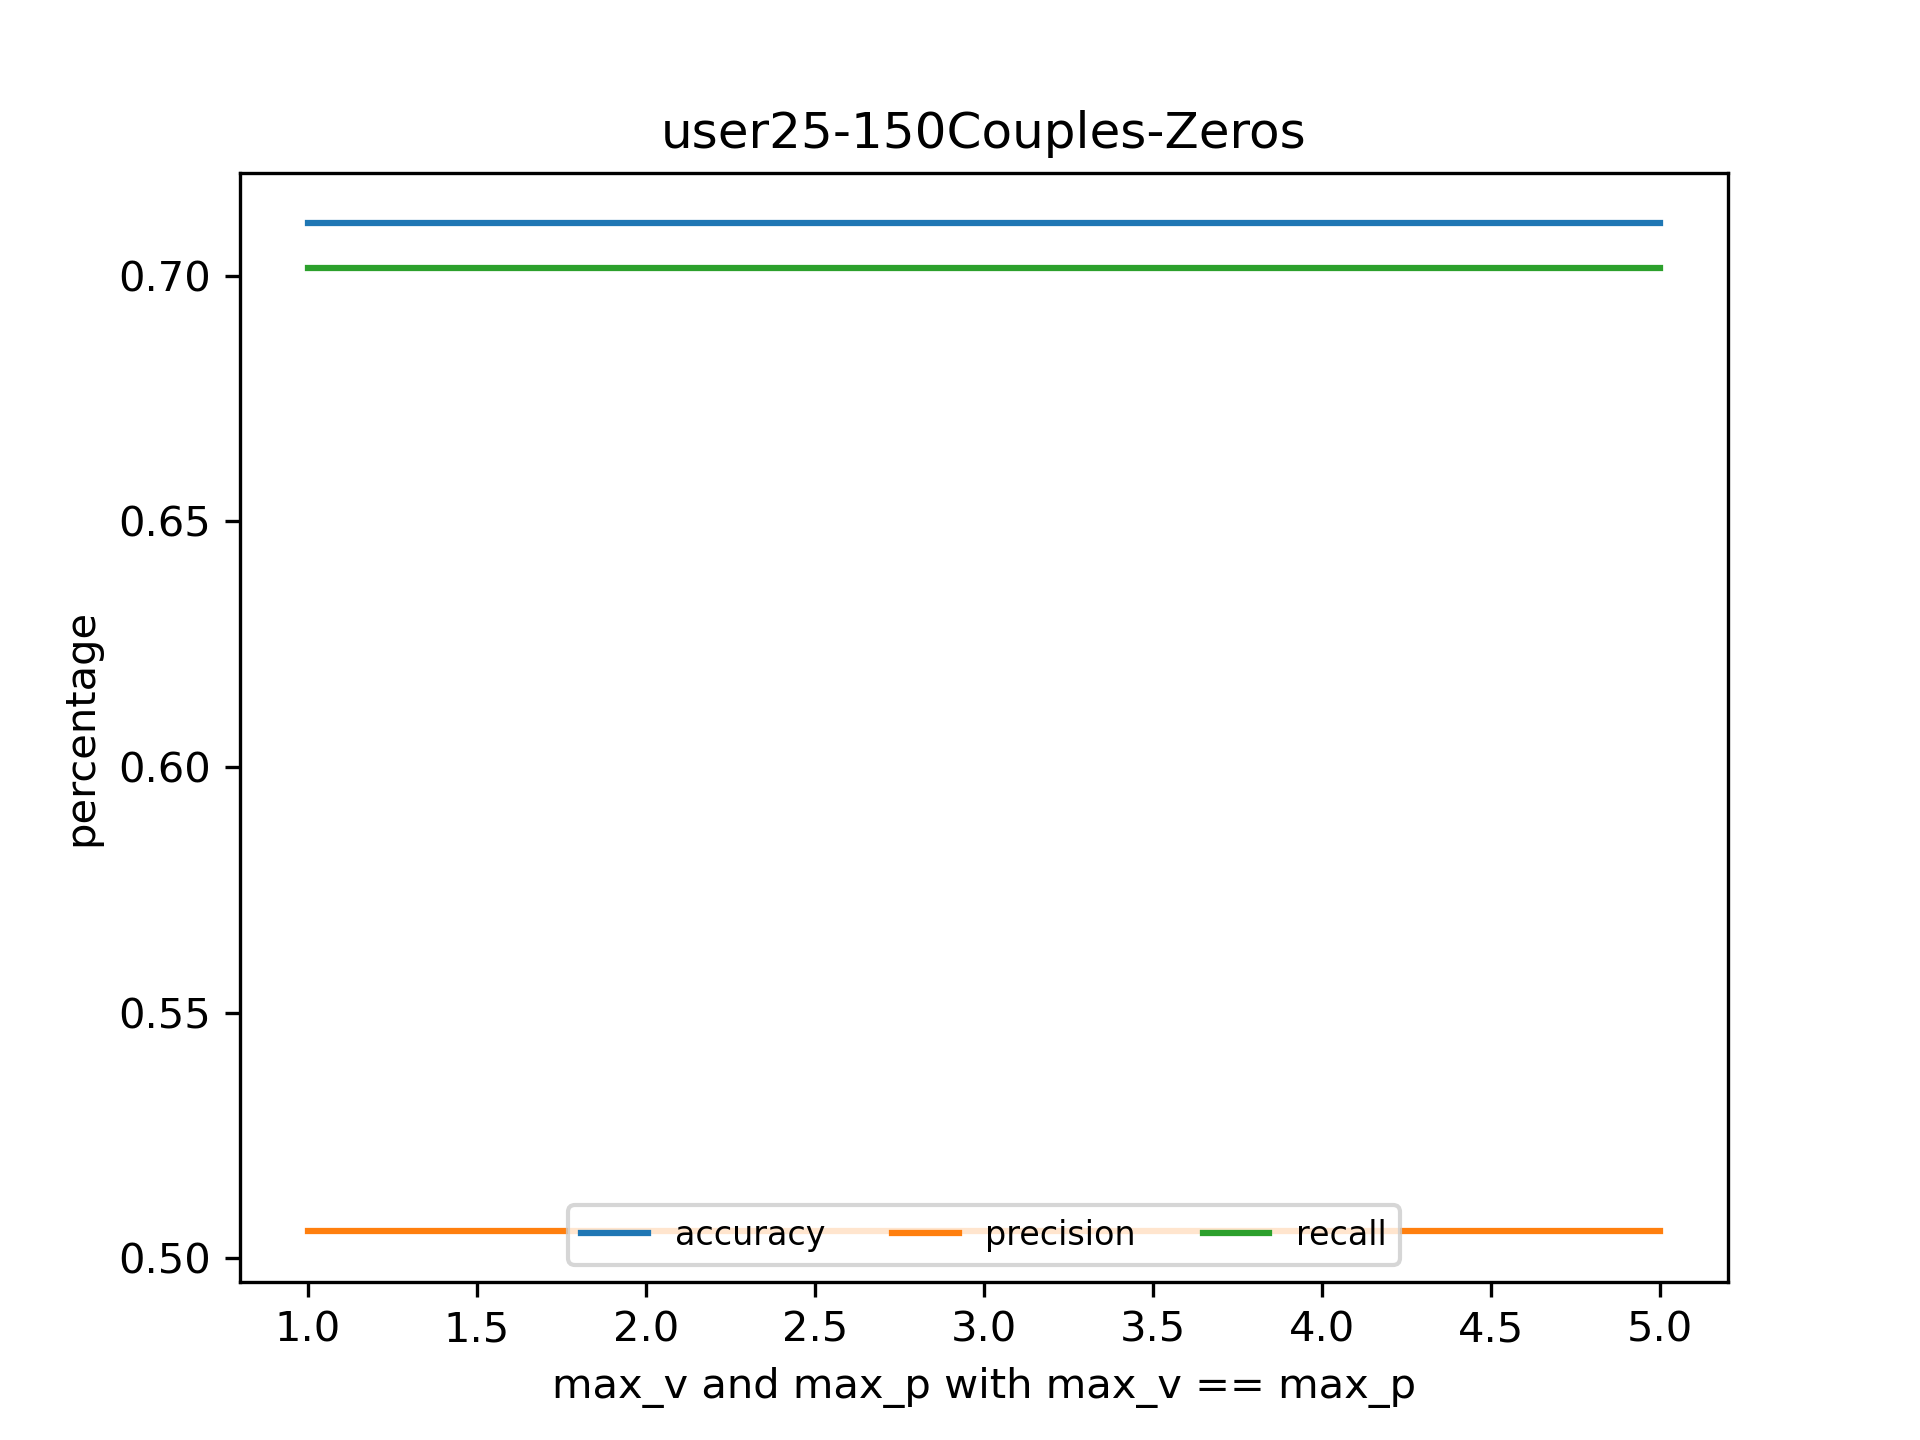 user25-150Couples-Zeros
percentage
0.70
0.65
0.60
0.55
0.50
accuracy precision recall
1.0 1.5 2.0 2.5 3.0 3.5 4.0 4.5 5.0
max_v and max_p with max_v == max_p